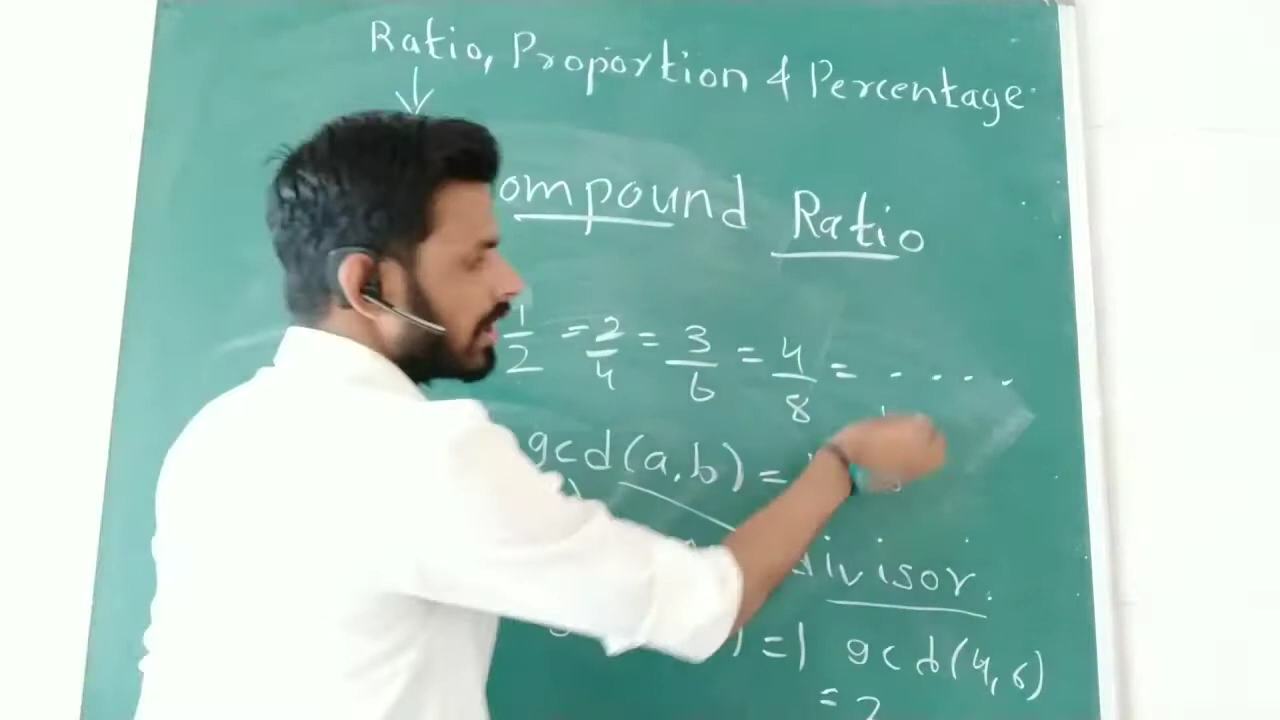 Ratio, Proportion & Percentage
ompound Ratio
1/2 = 2/4 = 3/6 = 4/8 = ....
gcd(a,b) =
divisor.
) =1 gcd(4,6)
= 2